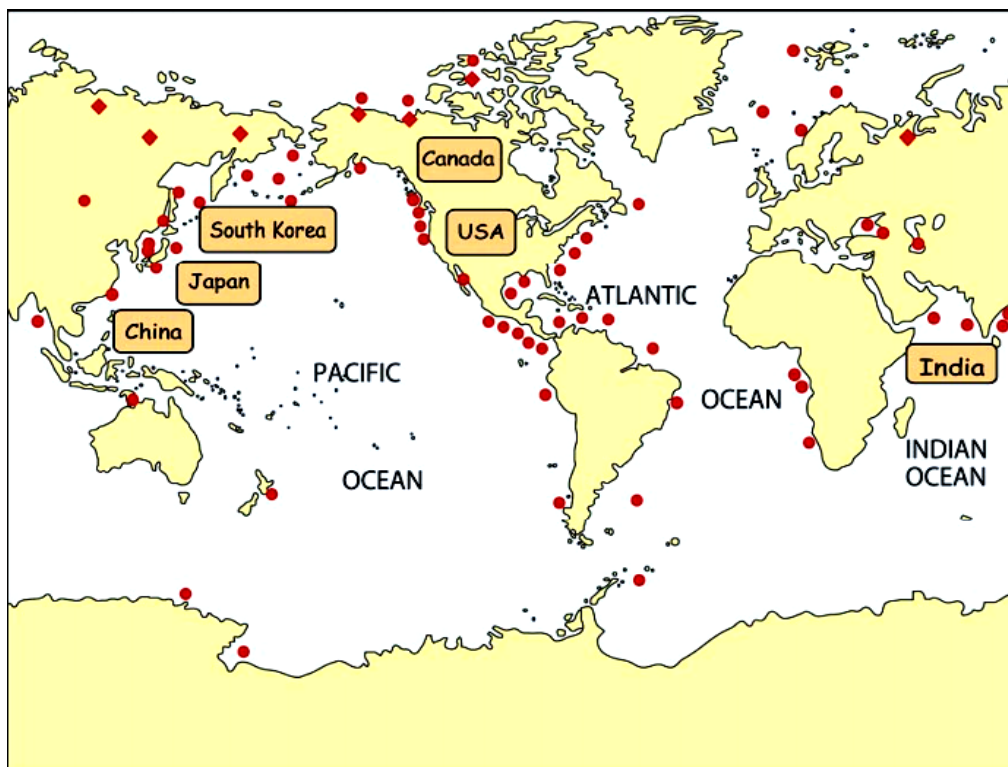 Canada
South Korea
USA
Japan
ATLANTIC
China
PACIFIC
India
OCEAN
INDIAN
OCEAN
OCEAN